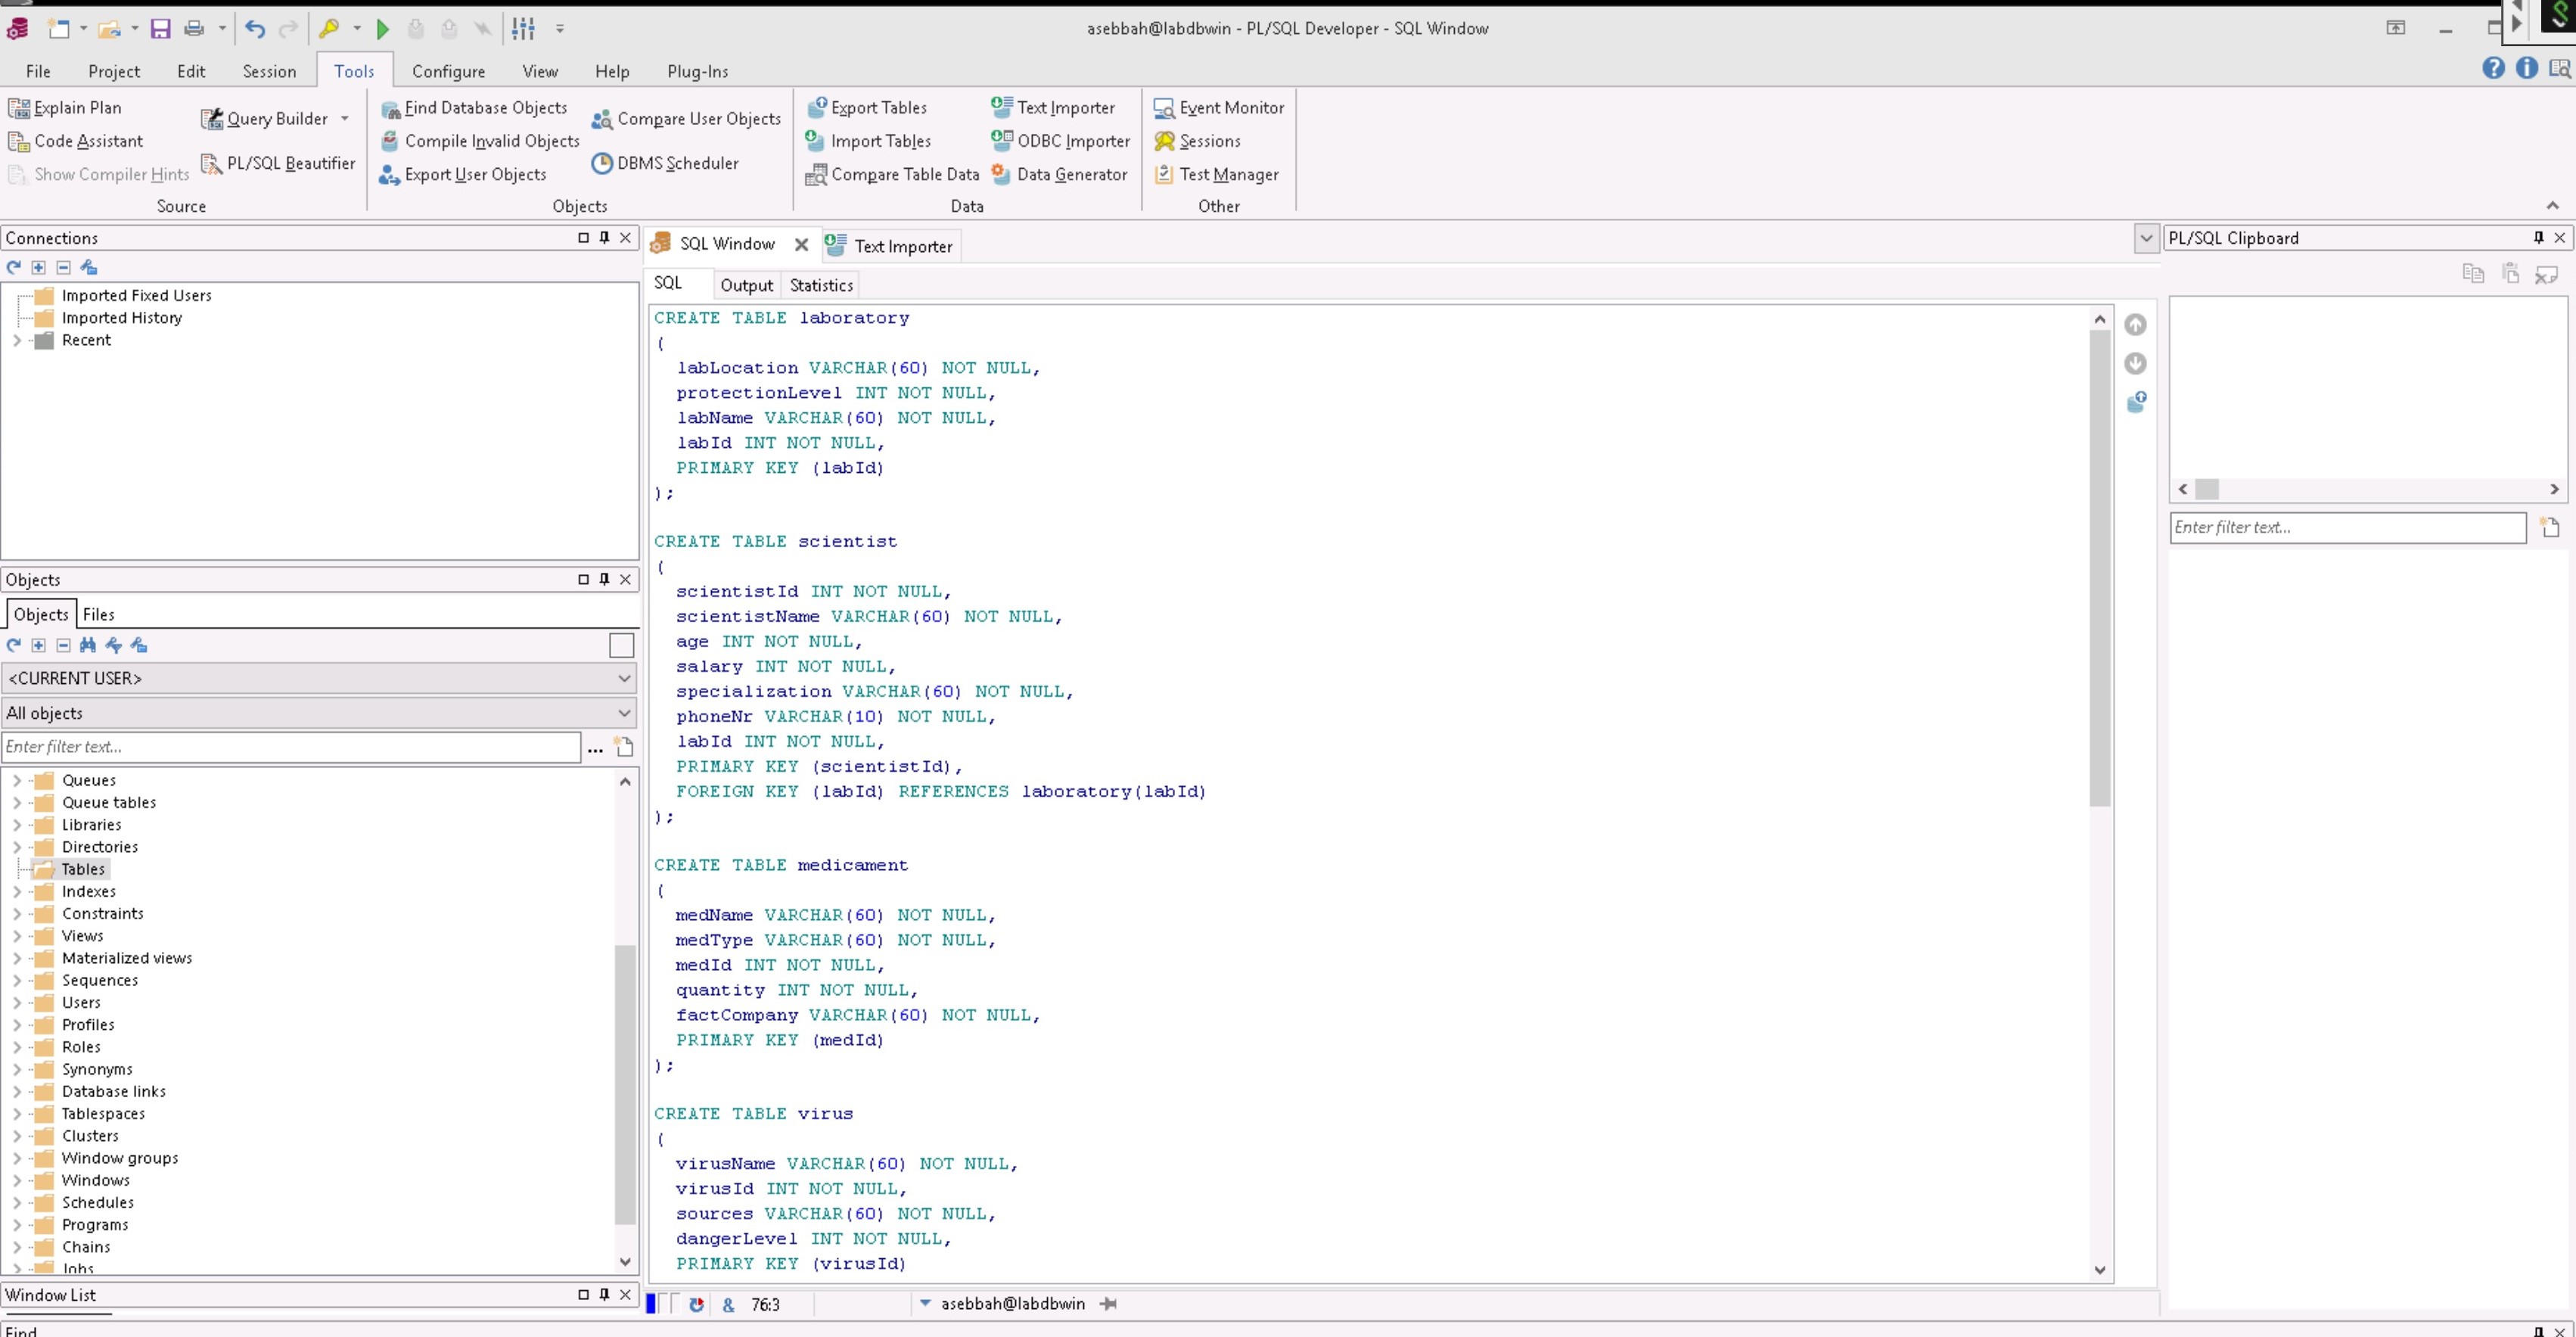 asebbah@labdbwin - PL/SQL Developer - SQL Window
File Project Edit Session Tools Configure View Help Plug-Ins
Explain Plan
Code Assistant
Show Compiler Hints
Query Builder
PL/SQL Beautifier
Source
Find Database Objects
Compile Invalid Objects
Export User Objects
Compare User Objects
DBMS Scheduler
Objects
Export Tables
Import Tables
Compare Table Data
Text Importer
ODBC Importer
Data Generator
Data
Event Monitor
Sessions
Test Manager
Other
Connections
Imported Fixed Users
Imported History
Recent
Objects
Objects Files
<CURRENT USER>
All objects
Enter filter text...
Queues
Queue tables
Libraries
Directories
Tables
Indexes
Constraints
Views
Materialized views
Sequences
Users
Profiles
Roles
Synonyms
Database links
Tablespaces
Clusters
Window groups
Windows
Schedules
Programs
Chains
Jobs
Window List
Find
SQL Window Text Importer
SQL Output Statistics
CREATE TABLE laboratory
(
labLocation VARCHAR(60) NOT NULL,
protectionLevel INT NOT NULL,
labName VARCHAR(60) NOT NULL,
labId INT NOT NULL,
PRIMARY KEY (labId)
);
CREATE TABLE scientist
(
scientistId INT NOT NULL,
scientistName VARCHAR(60) NOT NULL,
age INT NOT NULL,
salary INT NOT NULL,
specialization VARCHAR(60) NOT NULL,
phoneNr VARCHAR(10) NOT NULL,
labId INT NOT NULL,
PRIMARY KEY (scientistId),
FOREIGN KEY (labId) REFERENCES laboratory(labId)
);
CREATE TABLE medicament
(
medName VARCHAR(60) NOT NULL,
medType VARCHAR(60) NOT NULL,
medId INT NOT NULL,
quantity INT NOT NULL,
factCompany VARCHAR(60) NOT NULL,
PRIMARY KEY (medId)
);
CREATE TABLE virus
(
virusName VARCHAR(60) NOT NULL,
virusId INT NOT NULL,
sources VARCHAR(60) NOT NULL,
dangerLevel INT NOT NULL,
PRIMARY KEY (virusId)
& 76:3 asebbah@labdbwin
PL/SQL Clipboard
Enter filter text...